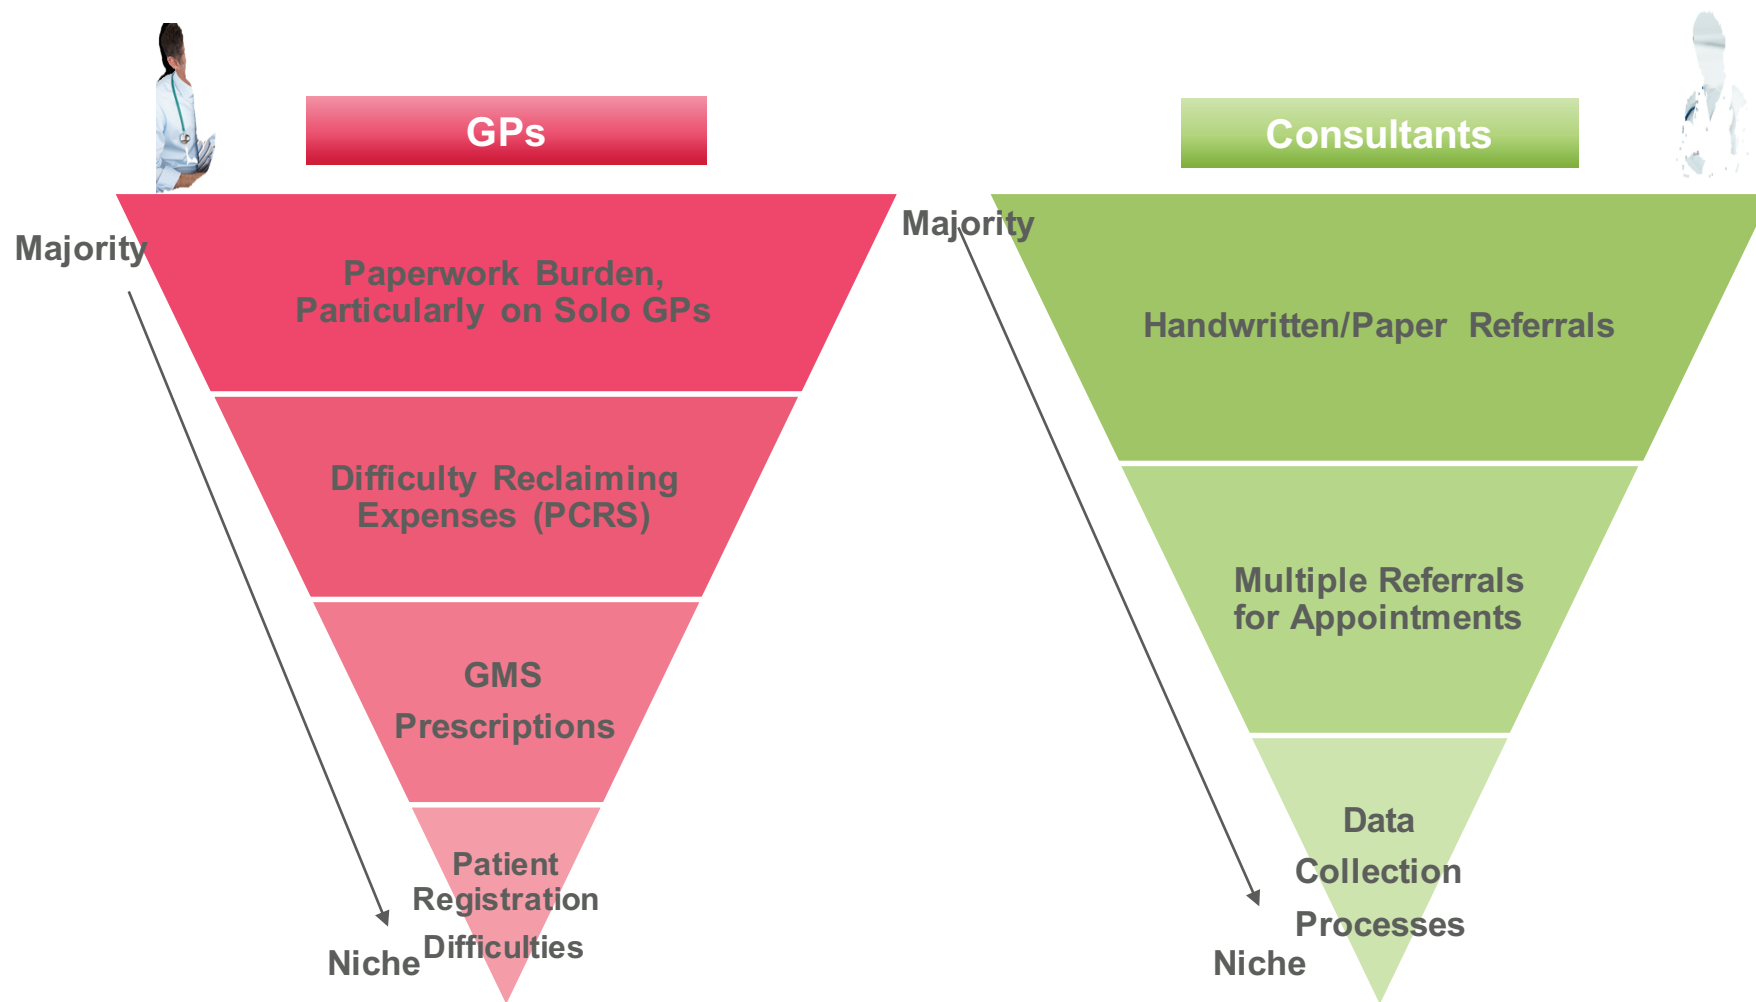 GPs
Majority
Paperwork Burden,
Particularly on Solo GPs
Difficulty Reclaiming
Expenses (PCRS)
GMS
Prescriptions
Patient
Registration
Difficulties
Niche
Consultants
Majority
Handwritten/Paper Referrals
Multiple Referrals
for Appointments
Data
Collection
Processes
Niche